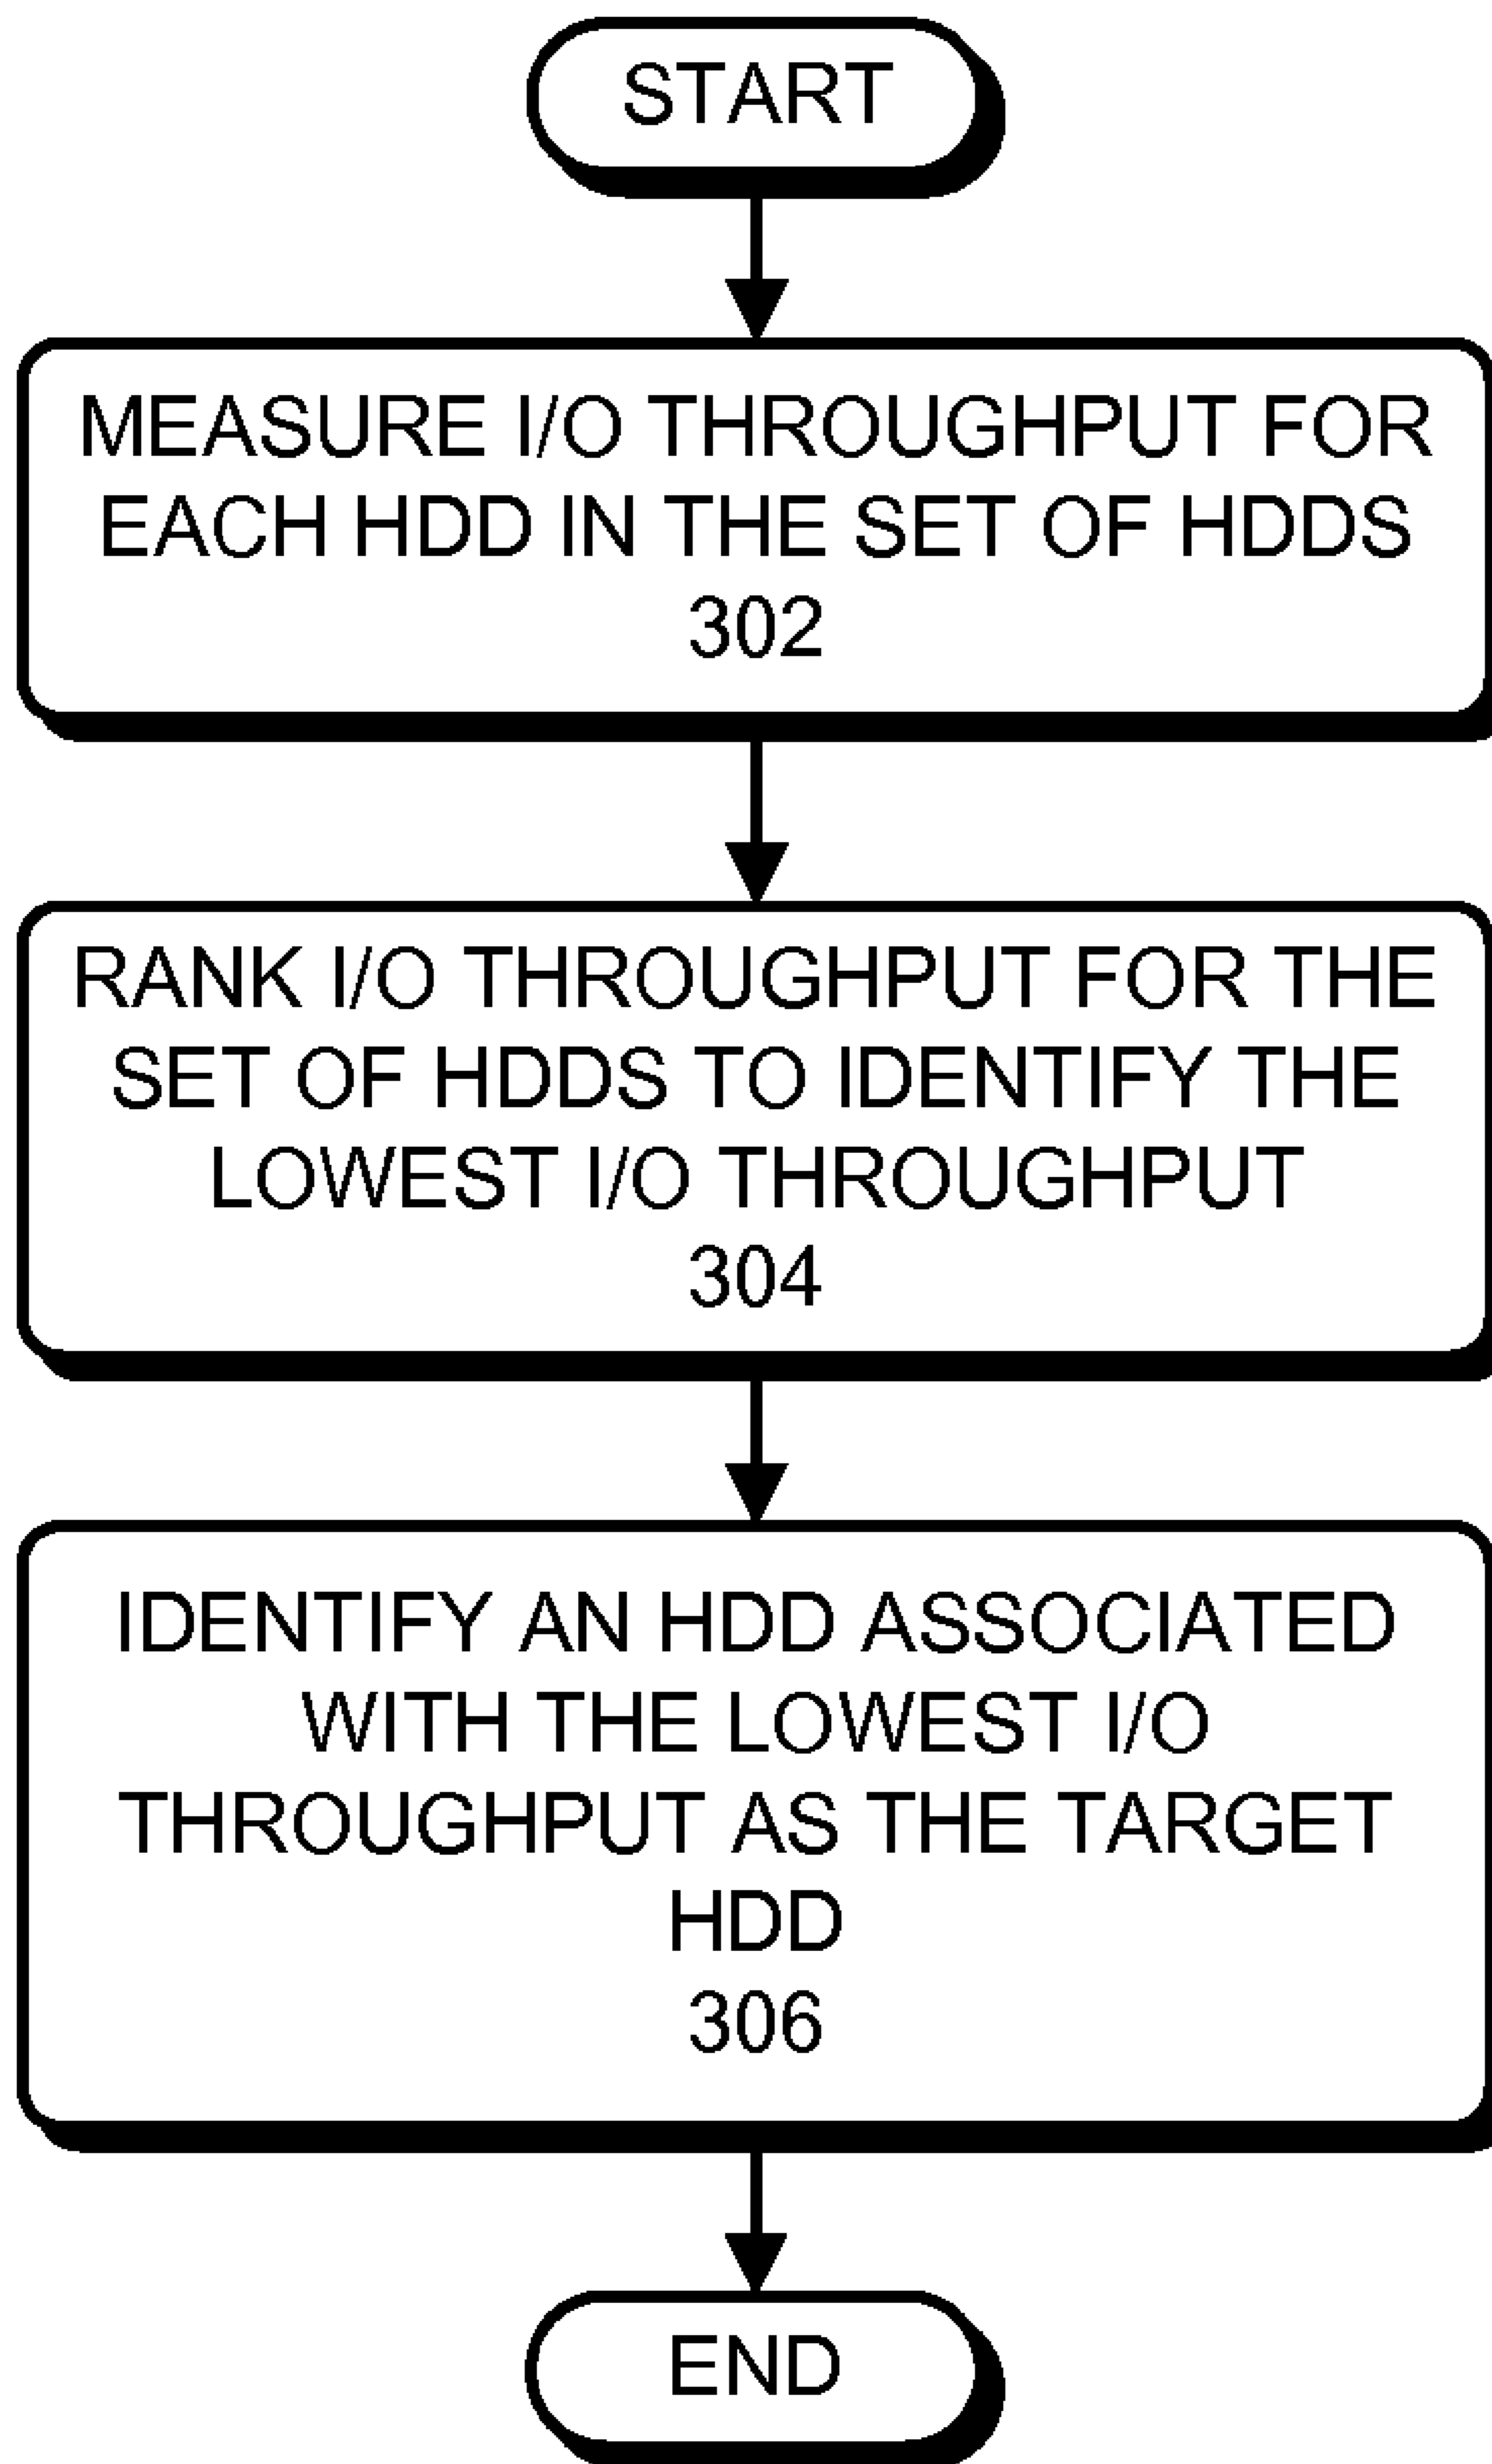 START
MEASURE I/O THROUGHPUT FOR
EACH HDD IN THE SET OF HDDS
302
RANK I/O THROUGHPUT FOR THE
SET OF HDDS TO IDENTIFY THE
LOWEST I/O THROUGHPUT
304
IDENTIFY AN HDD ASSOCIATED
WITH THE LOWEST I/O
THROUGHPUT AS THE TARGET
HDD
306
END